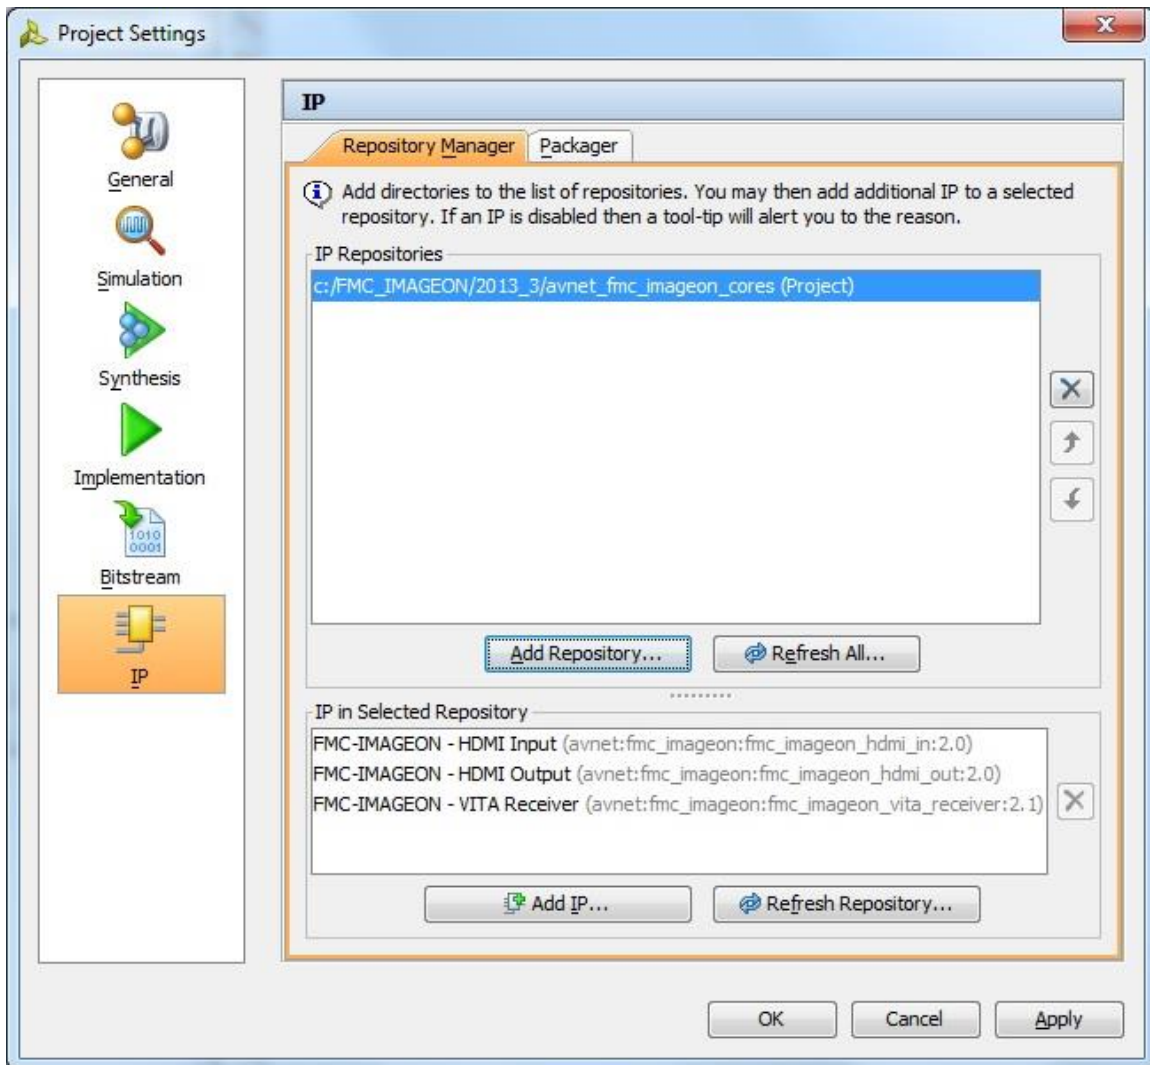 Project Settings
General
Simulation
Synthesis
Implementation
1010
0001
Bitstream
IP
IP
Repository Manager
Packager
Add directories to the list of repositories. You may then add additional IP to a selected
repository. If an IP is disabled then a tool-tip will alert you to the reason.
IP Repositories
c:/FMC_IMAGEON/2013_3/avnet_fmc_imageon_cores (Project)
Add Repository...
Refresh All...
IP in Selected Repository
FMC-IMAGEON - HDMI Input (avnet:fmc_imageon:fmc_imageon_hdmi_in:2.0)
FMC-IMAGEON - HDMI Output (avnet:fmc_imageon:fmc_imageon_hdmi_out:2.0)
FMC-IMAGEON - VITA Receiver (avnet:fmc_imageon:fmc_imageon_vita_receiver:2.1)
Add IP...
Refresh Repository...
OK
Cancel
Apply